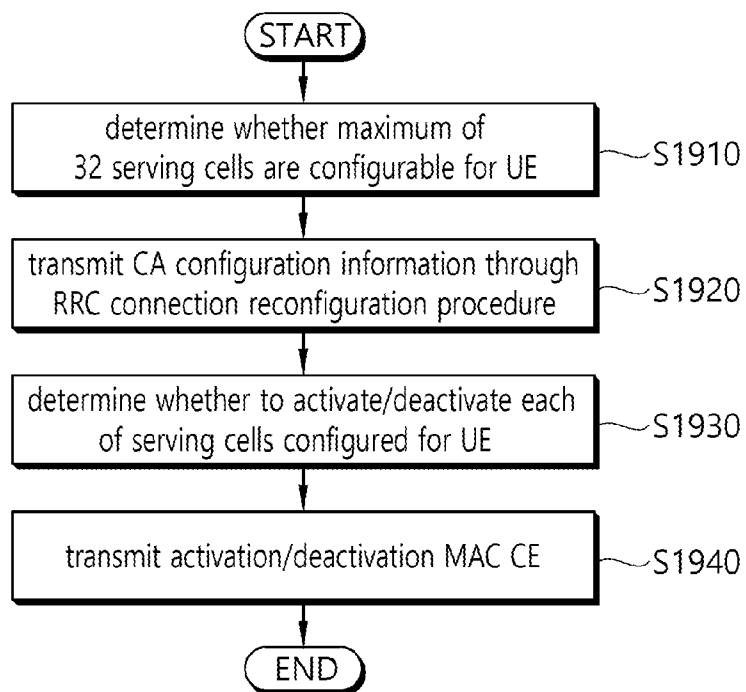 START
determine whether maximum of
32 serving cells are configurable for UE
S1910
transmit CA configuration information through
RRC connection reconfiguration procedure
S1920
determine whether to activate/deactivate each
of serving cells configured for UE
S1930
transmit activation/deactivation MAC CE
S1940
END